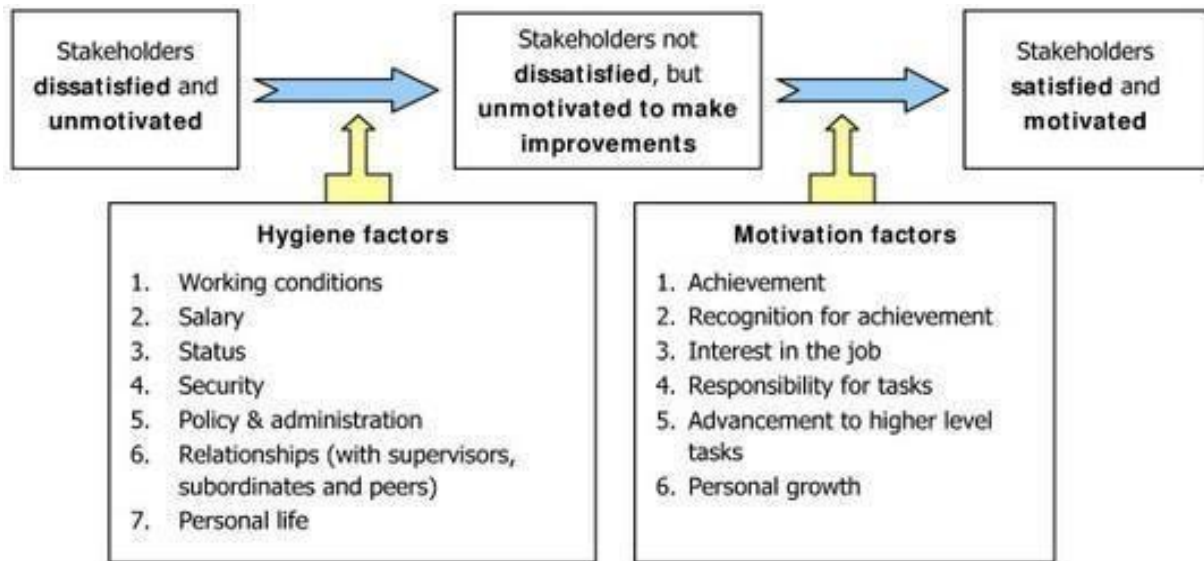 Stakeholders
dissatisfied and
unmotivated
Stakeholders not
dissatisfied, but
unmotivated to make
improvements
Stakeholders
satisfied and
motivated
Hygiene factors
1. Working conditions
2. Salary
3. Status
4. Security
5. Policy & administration
6. Relationships (with supervisors,
subordinates and peers)
7. Personal life
Motivation factors
1. Achievement
2. Recognition for achievement
3. Interest in the job
4. Responsibility for tasks
5. Advancement to higher level
tasks
6. Personal growth